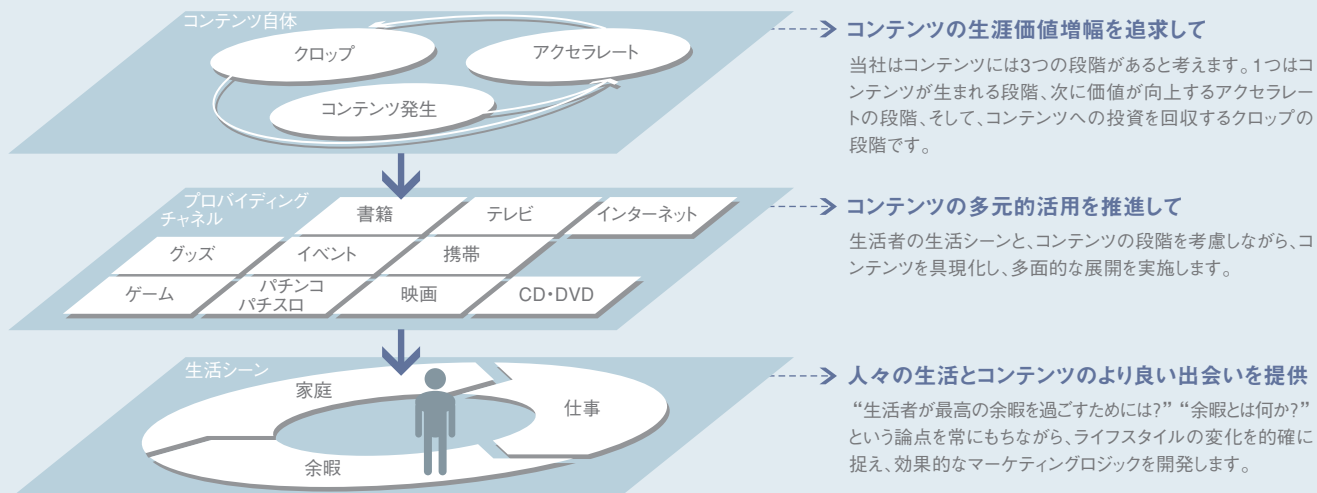 コンテンツ自体
クロップ
アクセラレート
コンテンツ発生
コンテンツの生涯価値増幅を追求して
当社はコンテンツには3つの段階があると考えます。1つはコ
ンテンツが生まれる段階、次に価値が向上するアクセラレー
トの段階、そして、コンテンツへの投資を回収するクロップの
段階です。
プロバイディング
チャネル
書籍
テレビ
インターネット
グッズ
イベント
携帯
ゲーム
パチンコ
パチスロ
映画
CD・DVD
コンテンツの多元的活用を推進して
生活者の生活シーンと、コンテンツの段階を考慮しながら、コ
ンテンツを具現化し、多面的な展開を実施します。
生活シーン
家庭
仕事
余暇
人々の生活とコンテンツのより良い出会いを提供
“生活者が最高の余暇を過ごすためには?” “余暇とは何か?”
という論点を常にもちながら、ライフスタイルの変化を的確に
捉え、効果的なマーケティングロジックを開発します。